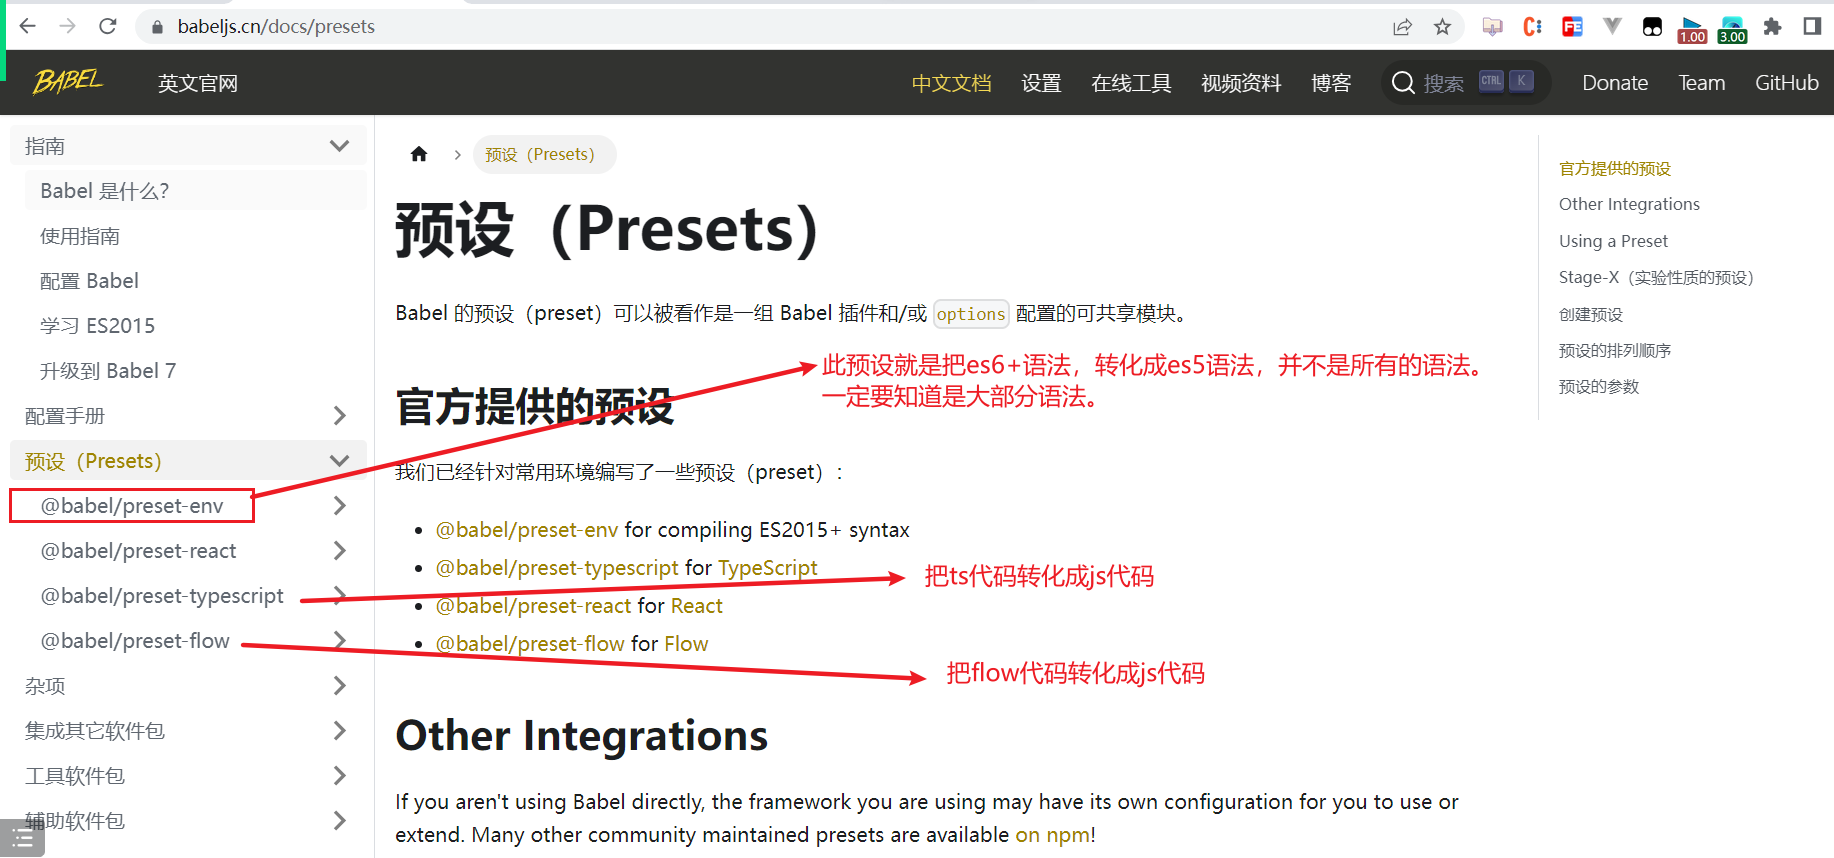 babeljs.cn/docs/presets
1.00
3.00
BABEL
英文官网
中文文档
设置
在线工具
视频资料
博客
搜索
CTRL K
Donate
Team
GitHub
指南
Babel 是什么?
使用指南
配置 Babel
学习 ES2015
升级到 Babel 7
配置手册
预设（Presets）
@babel/preset-env
@babel/preset-react
@babel/preset-typescript
@babel/preset-flow
杂项
集成其它软件包
工具软件包
辅助软件包
预设（Presets）
预设（Presets）
Babel 的预设（preset）可以被看作是一组 Babel 插件和/或 options 配置的可共享模块。
此预设就是把es6+语法，转化成es5语法，并不是所有的语法。
一定要知道是大部分语法。
官方提供的预设
我们已经针对常用环境编写了一些预设（preset）：
@babel/preset-env for compiling ES2015+ syntax
@babel/preset-typescript for TypeScript
把ts代码转化成js代码
@babel/preset-react for React
@babel/preset-flow for Flow
把flow代码转化成js代码
Other Integrations
If you aren't using Babel directly, the framework you are using may have its own configuration for you to use or
extend. Many other community maintained presets are available on npm!
官方提供的预设
Other Integrations
Using a Preset
Stage-X（实验性质的预设）
创建预设
预设的排列顺序
预设的参数